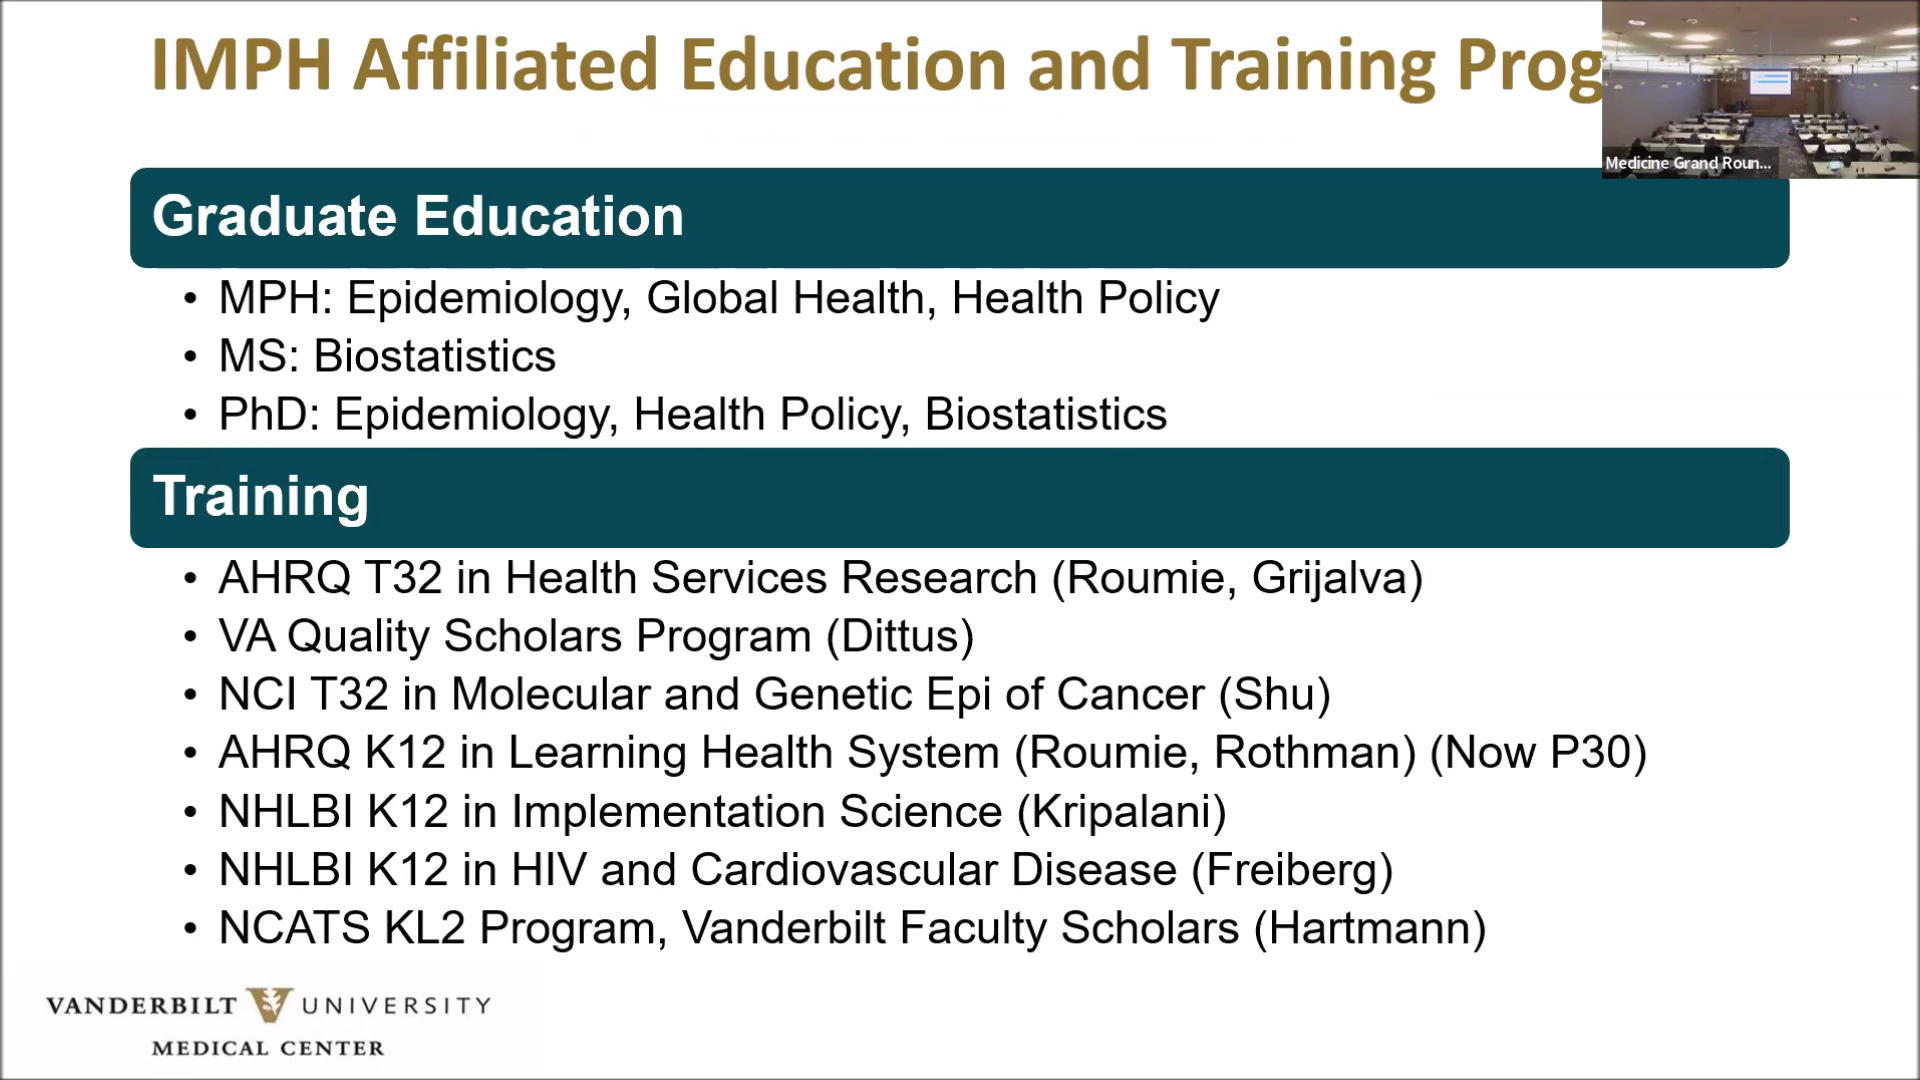 IMPH Affiliated Education and Training Prog
Medicine Grand Roun...
Graduate Education
• MPH: Epidemiology, Global Health, Health Policy
• MS: Biostatistics
• PhD: Epidemiology, Health Policy, Biostatistics
Training
• AHRQ T32 in Health Services Research (Roumie, Grijalva)
• VA Quality Scholars Program (Dittus)
• NCI T32 in Molecular and Genetic Epi of Cancer (Shu)
• AHRQ K12 in Learning Health System (Roumie, Rothman) (Now P30)
• NHLBI K12 in Implementation Science (Kripalani)
• NHLBI K12 in HIV and Cardiovascular Disease (Freiberg)
• NCATS KL2 Program, Vanderbilt Faculty Scholars (Hartmann)
VANDERBILT V UNIVERSITY
MEDICAL CENTER